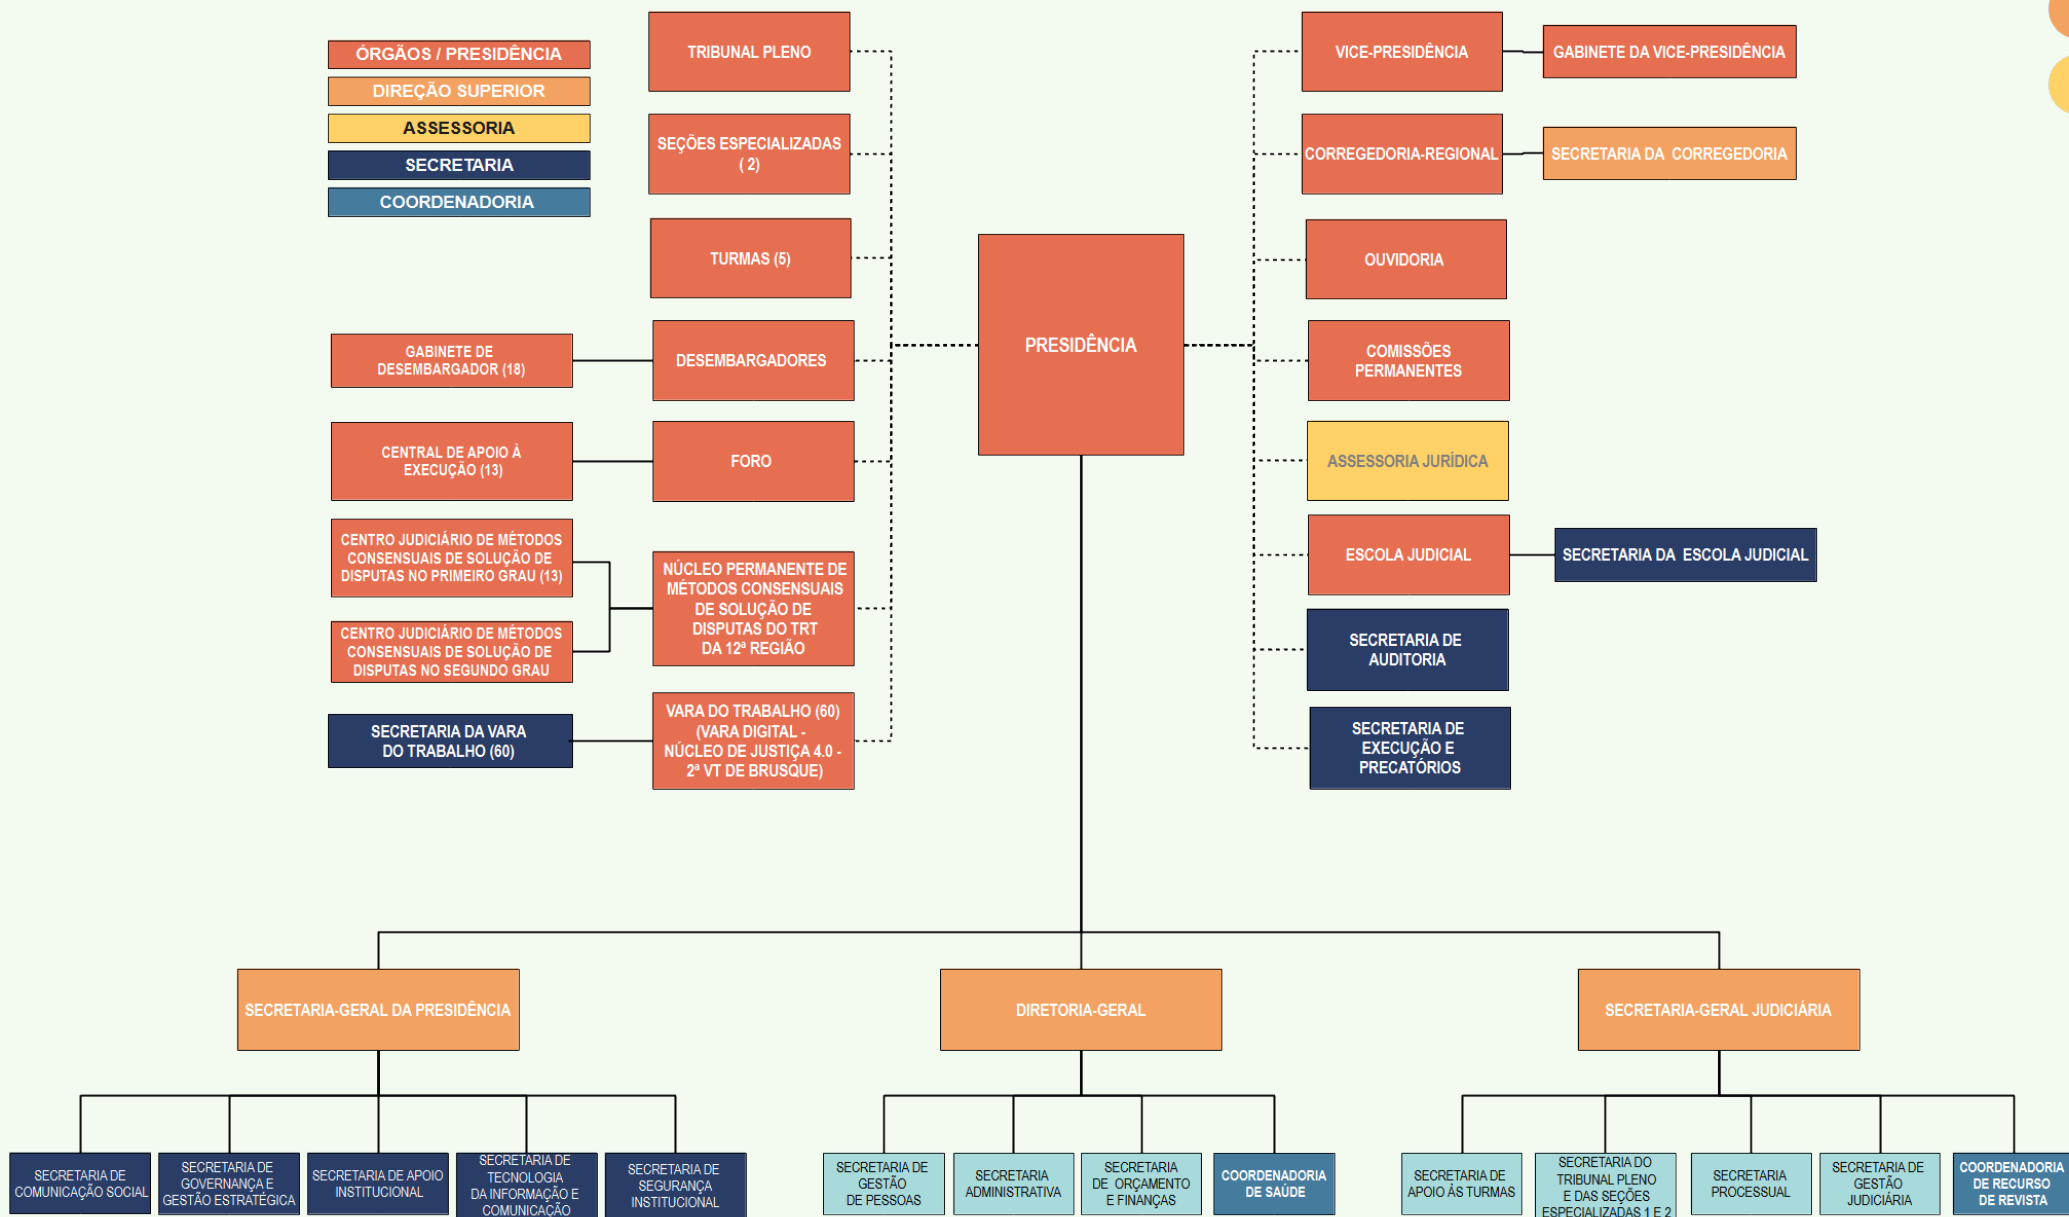 ÓRGÃOS / PRESIDÊNCIA
DIREÇÃO SUPERIOR
ASSESSORIA
SECRETARIA
COORDENADORIA
TRIBUNAL PLENO
SEÇÕES ESPECIALIZADAS
( 2)
TURMAS (5)
GABINETE DE
DESEMBARGADOR (18)
DESEMBARGADORES
CENTRAL DE APOIO À
EXECUÇÃO (13)
FORO
CENTRO JUDICIÁRIO DE MÉTODOS
CONSENSUAIS DE SOLUÇÃO DE
DISPUTAS NO PRIMEIRO GRAU (13)
CENTRO JUDICIÁRIO DE MÉTODOS
CONSENSUAIS DE SOLUÇÃO DE
DISPUTAS NO SEGUNDO GRAU
NÚCLEO PERMANENTE DE
MÉTODOS CONSENSUAIS
DE SOLUÇÃO DE
DISPUTAS DO TRT
DA 12ª REGIÃO
SECRETARIA DA VARA
DO TRABALHO (60)
VARA DO TRABALHO (60)
(VARA DIGITAL -
NÚCLEO DE JUSTIÇA 4.0 -
2ª VT DE BRUSQUE)
PRESIDÊNCIA
VICE-PRESIDÊNCIA
GABINETE DA VICE-PRESIDÊNCIA
CORREGEDORIA-REGIONAL
SECRETARIA DA CORREGEDORIA
OUVIDORIA
COMISSÕES
PERMANENTES
ASSESSORIA JURÍDICA
ESCOLA JUDICIAL
SECRETARIA DA ESCOLA JUDICIAL
SECRETARIA DE
AUDITORIA
SECRETARIA DE
EXECUÇÃO E
PRECATÓRIOS
SECRETARIA-GERAL DA PRESIDÊNCIA
DIRETORIA-GERAL
SECRETARIA-GERAL JUDICIÁRIA
SECRETARIA DE
COMUNICAÇÃO SOCIAL
SECRETARIA DE
GOVERNANÇA E
GESTÃO ESTRATÉGICA
SECRETARIA DE APOIO
INSTITUCIONAL
SECRETARIA DE
TECNOLOGIA
DA INFORMAÇÃO E
COMUNICAÇÃO
SECRETARIA DE
SEGURANÇA
INSTITUCIONAL
SECRETARIA DE
GESTÃO
DE PESSOAS
SECRETARIA
ADMINISTRATIVA
SECRETARIA
DE ORÇAMENTO
E FINANÇAS
COORDENADORIA
DE SAÚDE
SECRETARIA DE
APOIO ÀS TURMAS
SECRETARIA DO
TRIBUNAL PLENO
E DAS SEÇÕES
ESPECIALIZADAS 1 E 2
SECRETARIA
PROCESSUAL
SECRETARIA DE
GESTÃO
JUDICIÁRIA
COORDENADORIA
DE RECURSO
DE REVISTA